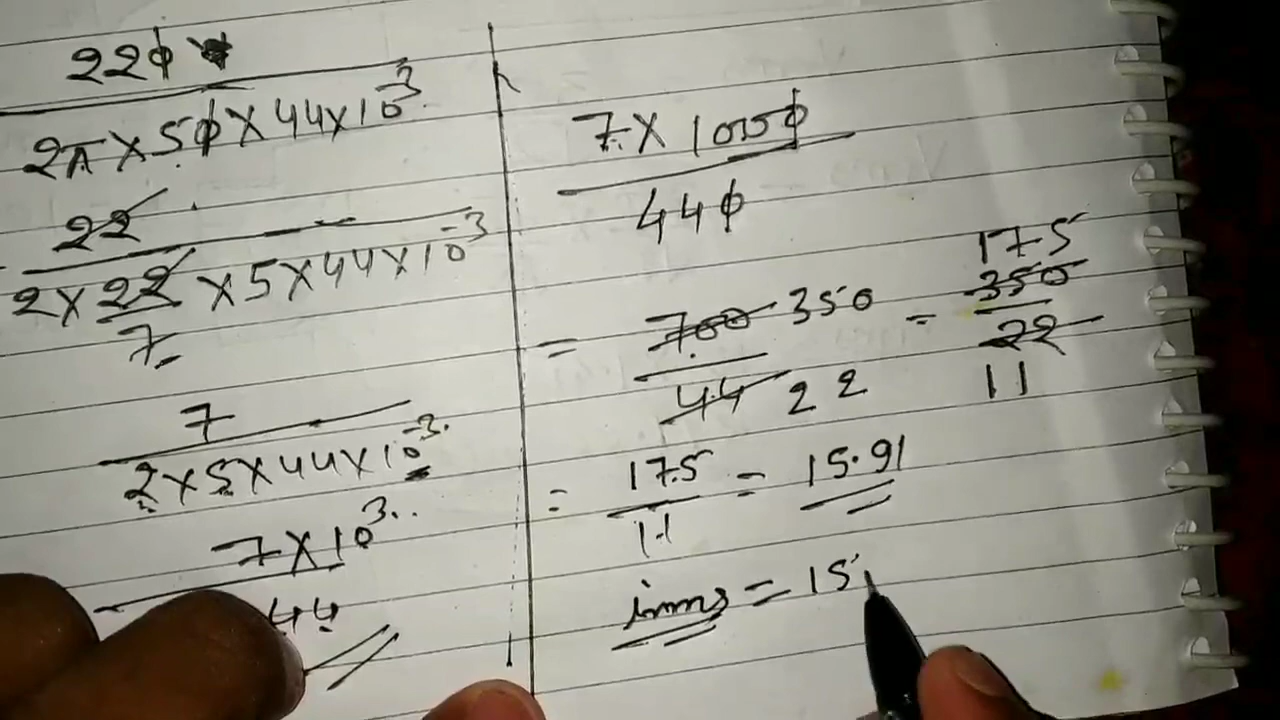 220
2π × 50 × 44 × 10⁻³
22
2 × 22 × 5 × 44 × 10⁻³
7
7
2 × 5 × 44 × 10⁻³
7 × 10³
44
7 × 1000
440
= 700 350 = 350 175
44 22 22 11
= 175 = 15.91
11
irms = 15